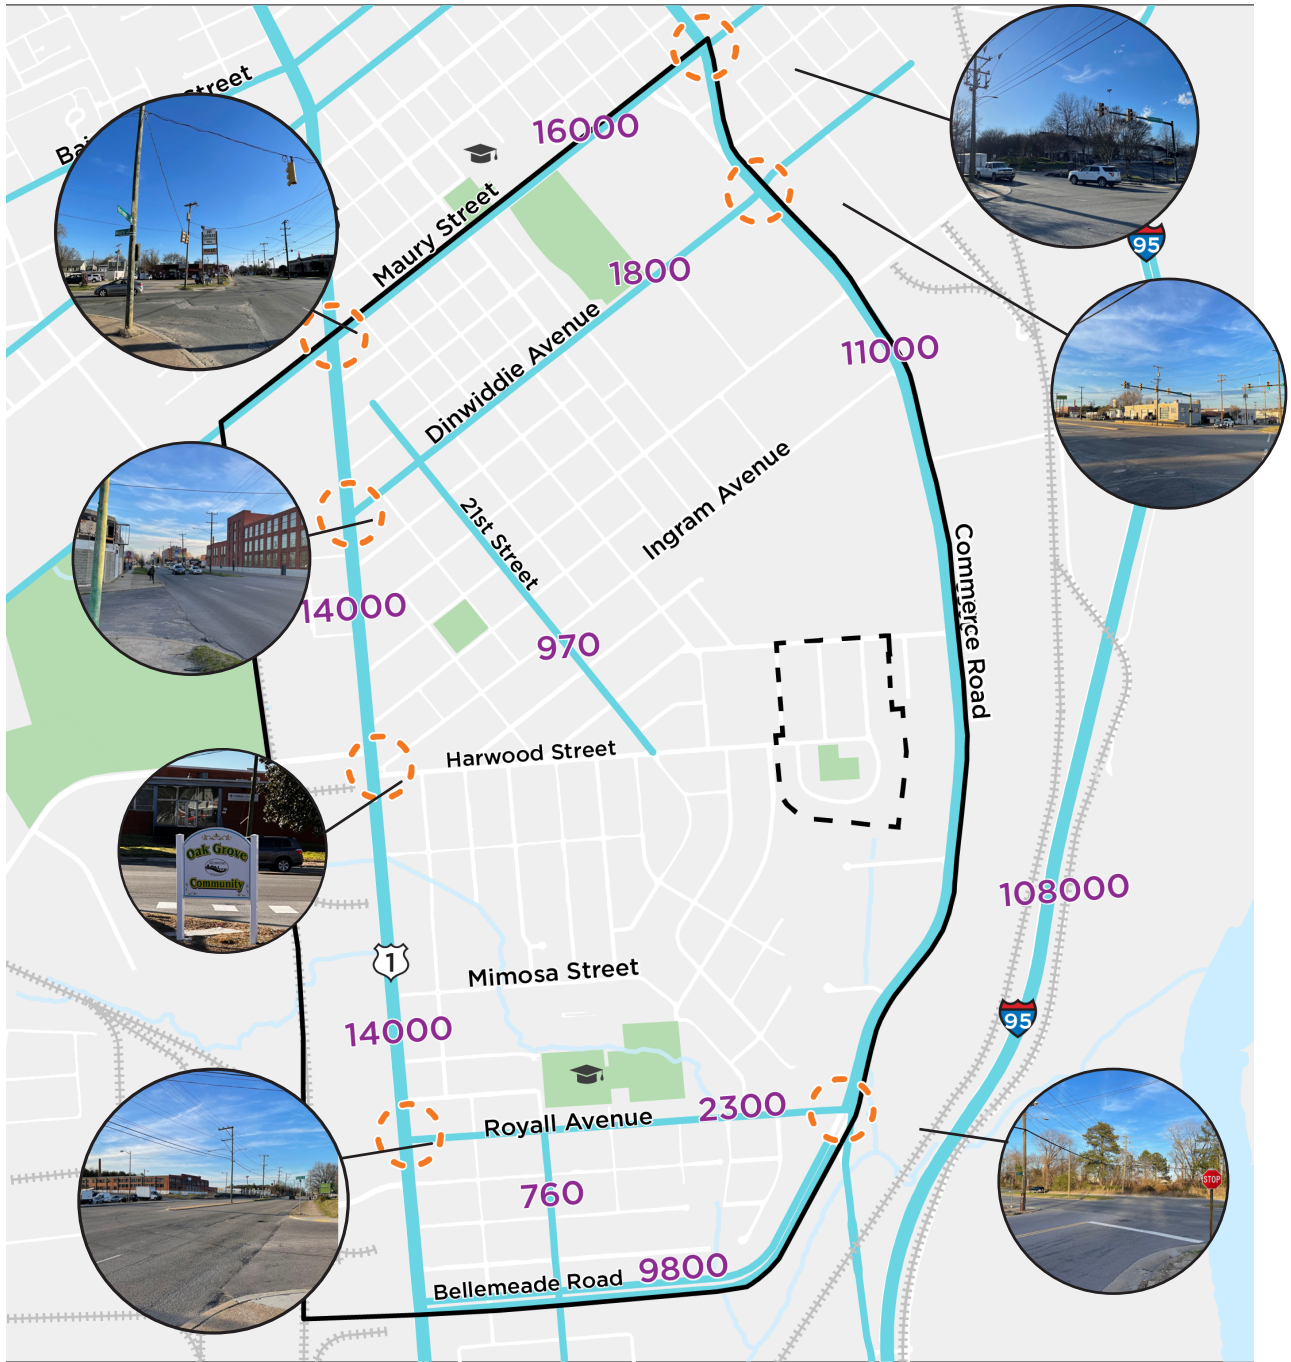 Street
16000
95
Maury Street
1800
Dinwiddie Avenue
11000
Ingram Avenue
21st Street
Commerce Road
14000
970
Harwood Street
Oak Grove
Community
108000
1
Mimosa Street
95
14000
Royall Avenue
2300
STOP
760
Bellemeade Road
9800